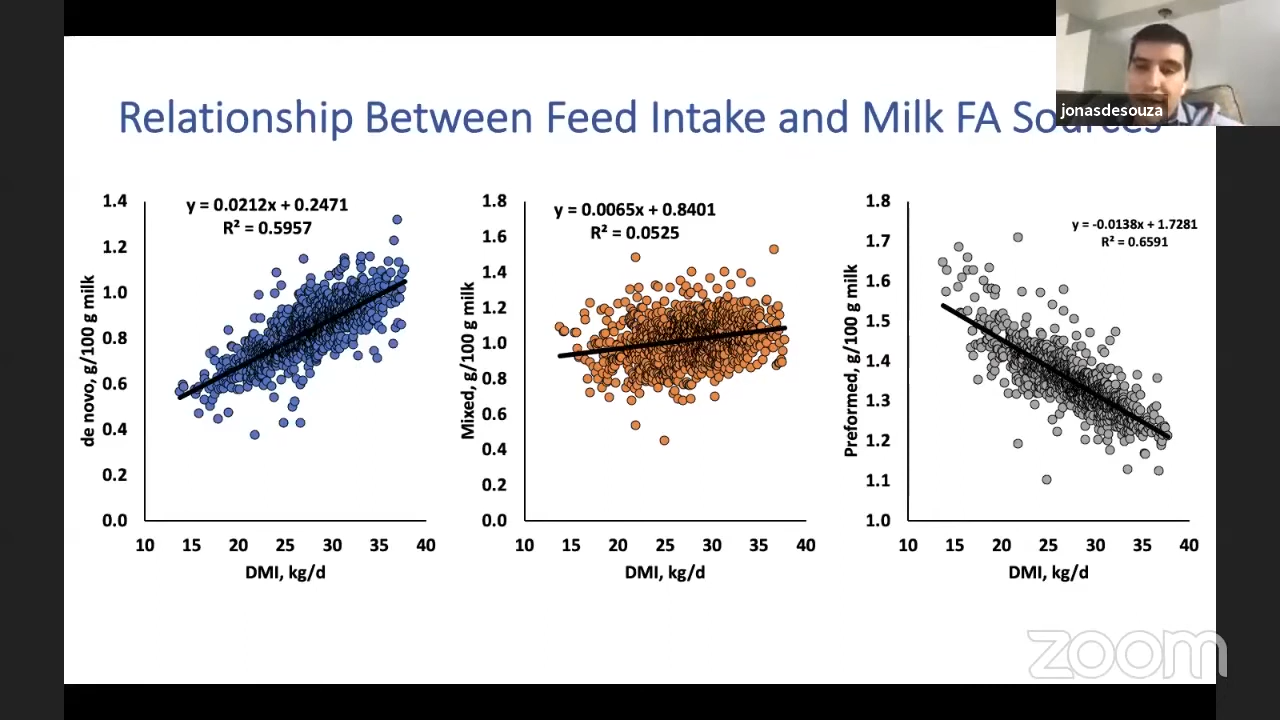 jonasdesouza
Relationship Between Feed Intake and Milk FA Sources
y = 0.0212x + 0.2471
R² = 0.5957
de novo, g/100 g milk
1.4
1.2
1.0
0.8
0.6
0.4
0.2
0.0
10 15 20 25 30 35 40
DMI, kg/d
y = 0.0065x + 0.8401
R² = 0.0525
Mixed, g/100 g milk
1.8
1.6
1.4
1.2
1.0
0.8
0.6
0.4
0.2
0.0
10 15 20 25 30 35 40
DMI, kg/d
y = -0.0138x + 1.7281
R² = 0.6591
Preformed, g/100 g milk
1.8
1.7
1.6
1.5
1.4
1.3
1.2
1.1
1.0
10 15 20 25 30 35 40
DMI, kg/d
zoom